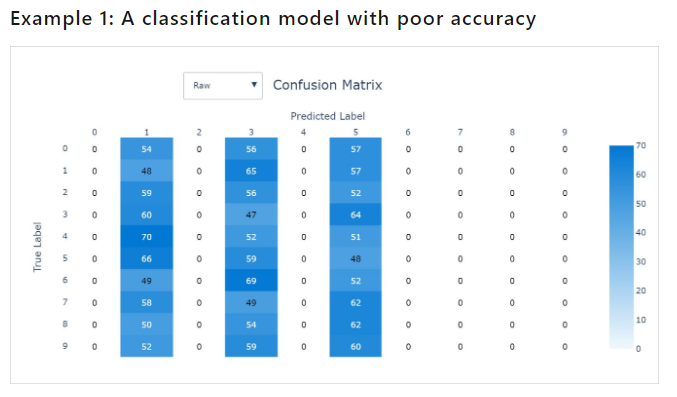 Example 1: A classification model with poor accuracy
Raw ▼ Confusion Matrix
Predicted Label
0 1 2 3 4 5 6 7 8 9
0 0 54 0 56 0 57 0 0 0 0
1 0 48 0 65 0 57 0 0 0 0
2 0 59 0 56 0 52 0 0 0 0
3 0 60 0 47 0 64 0 0 0 0
4 0 70 0 52 0 51 0 0 0 0
5 0 66 0 59 0 48 0 0 0 0
6 0 49 0 69 0 52 0 0 0 0
7 0 58 0 49 0 62 0 0 0 0
8 0 50 0 54 0 62 0 0 0 0
9 0 52 0 59 0 60 0 0 0 0
True Label
70
60
50
40
30
20
10
0